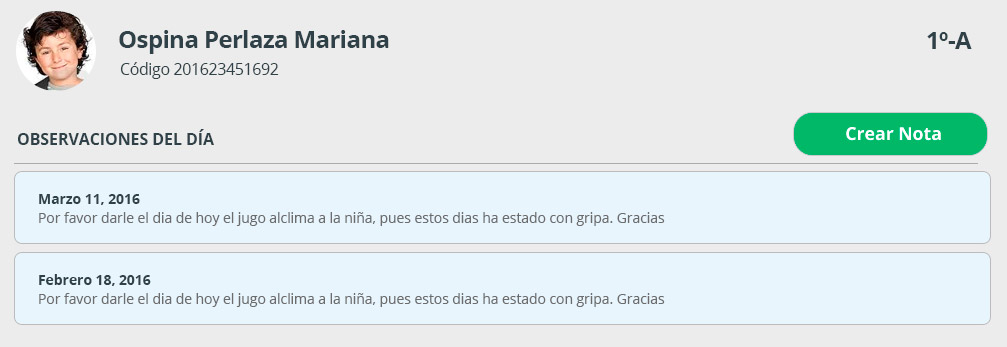 Ospina Perlaza Mariana
1º-A
Código 201623451692
OBSERVACIONES DEL DÍA
Crear Nota
Marzo 11, 2016
Por favor darle el dia de hoy el jugo alclima a la niña, pues estos dias ha estado con gripa. Gracias
Febrero 18, 2016
Por favor darle el dia de hoy el jugo alclima a la niña, pues estos dias ha estado con gripa. Gracias